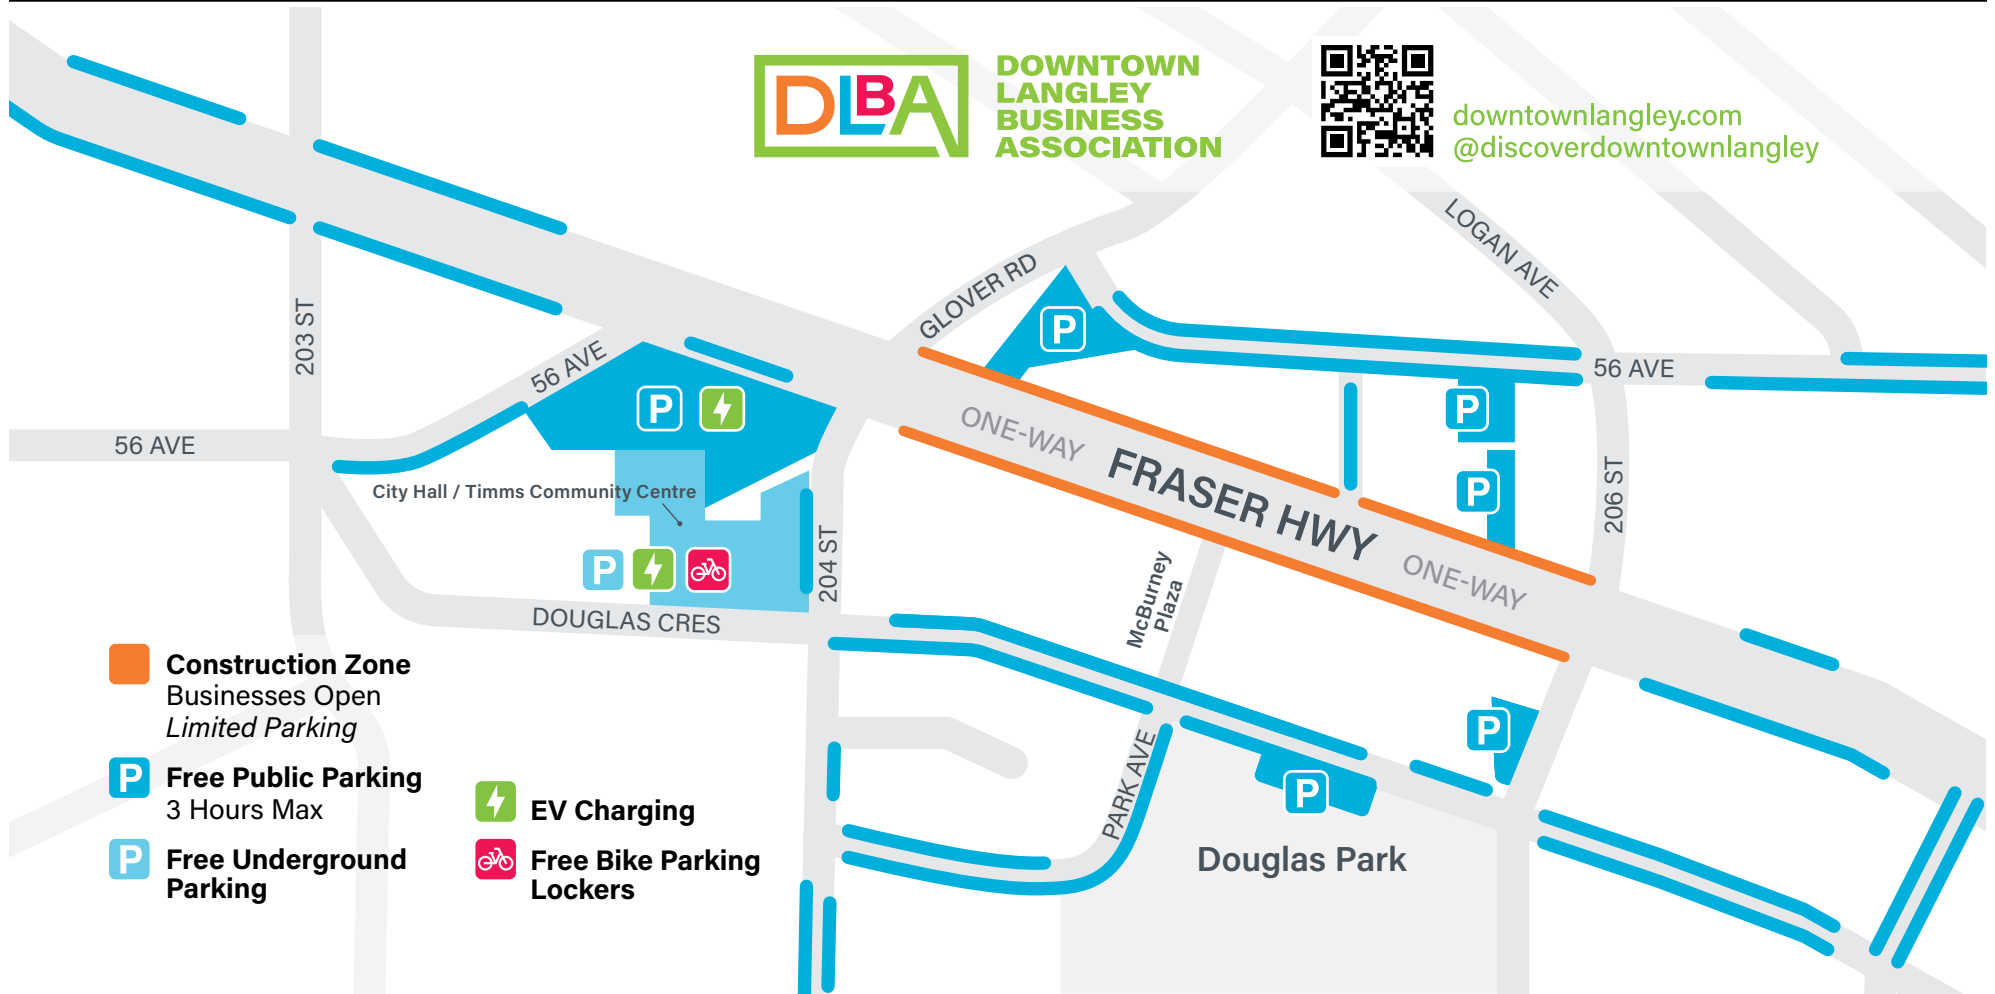 DLBA
DOWNTOWN
LANGLEY
BUSINESS
ASSOCIATION
downtownlangley.com
@discoverdowntownlangley
LOGAN AVE
GLOVER RD
203 ST
56 AVE
P
56 AVE
P
P
ONE-WAY
FRASER HWY
ONE-WAY
56 AVE
City Hall / Timms Community Centre
P
206 ST
P
204 ST
McBurney
Plaza
DOUGLAS CRES
P
PARK AVE
P
Douglas Park
Construction Zone
Businesses Open
Limited Parking
P Free Public Parking
3 Hours Max
P Free Underground
Parking
EV Charging
Free Bike Parking
Lockers